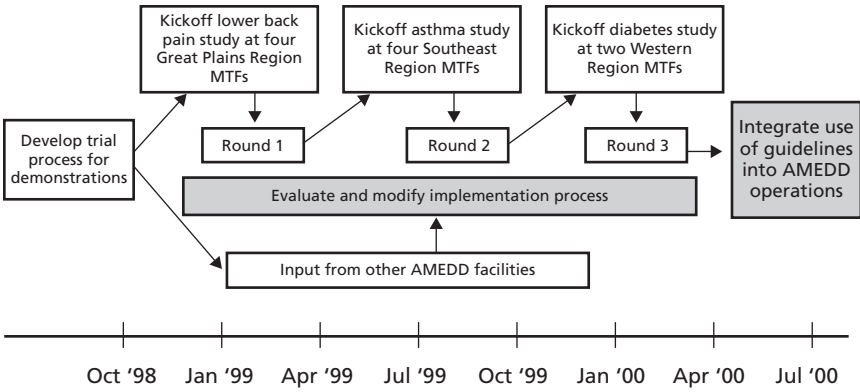 Kickoff lower back
pain study at four
Great Plains Region
MTFs
Kickoff asthma study
at four Southeast
Region MTFs
Kickoff diabetes study
at two Western
Region MTFs
Develop trial
process for
demonstrations
Round 1
Round 2
Round 3
Integrate use
of guidelines
into AMEDD
operations
Evaluate and modify implementation process
Input from other AMEDD facilities
Oct ‘98 Jan ‘99 Apr ‘99 Jul ‘99 Oct ‘99 Jan ‘00 Apr ‘00 Jul ‘00